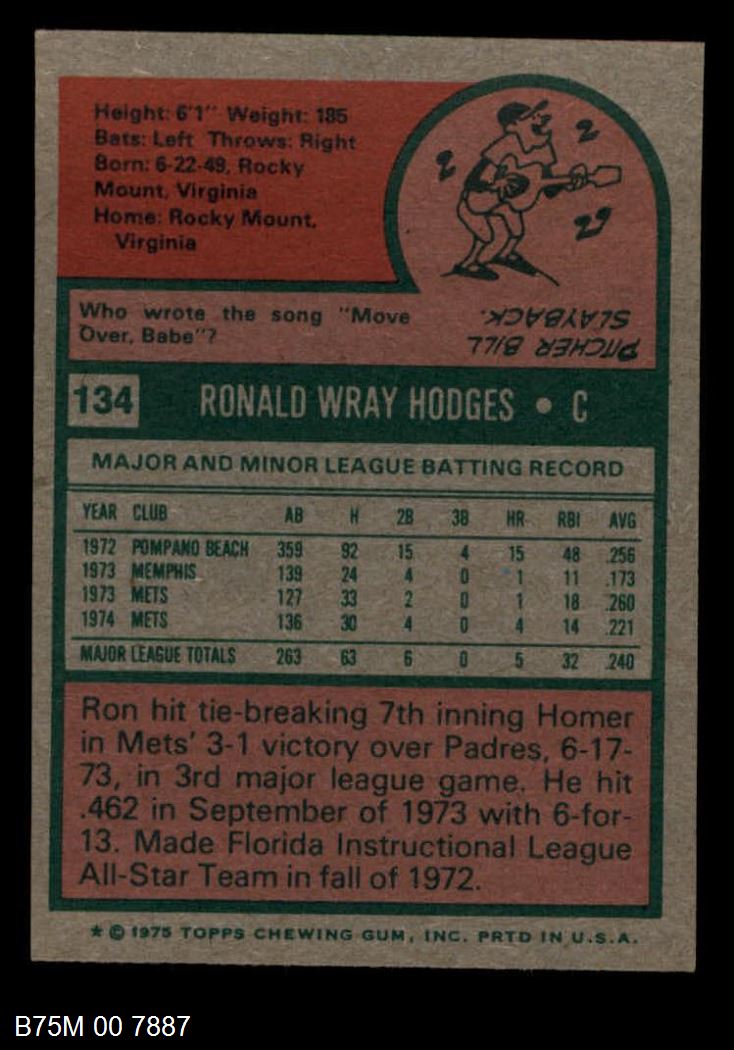 Height: 6'1" Weight: 185
Bats: Left Throws: Right
Born: 6-22-49, Rocky
Mount, Virginia
Home: Rocky Mount,
Virginia
Who wrote the song "Move
Over, Babe"?
PITCHER BILL
SLAYBACK.
134 RONALD WRAY HODGES • C
MAJOR AND MINOR LEAGUE BATTING RECORD
YEAR CLUB AB H 2B 3B HR RBI AVG
1972 POMPANO BEACH 359 92 15 4 15 48 .256
1973 MEMPHIS 139 24 4 0 1 11 .173
1973 METS 127 33 2 0 1 18 .260
1974 METS 136 30 4 0 4 14 .221
MAJOR LEAGUE TOTALS 263 63 6 0 5 32 .240
Ron hit tie-breaking 7th inning Homer
in Mets' 3-1 victory over Padres, 6-17-
73, in 3rd major league game. He hit
.462 in September of 1973 with 6-for-
13. Made Florida Instructional League
All-Star Team in fall of 1972.
* © 1975 TOPPS CHEWING GUM, INC. PRTD IN U.S.A.
B75M 00 7887